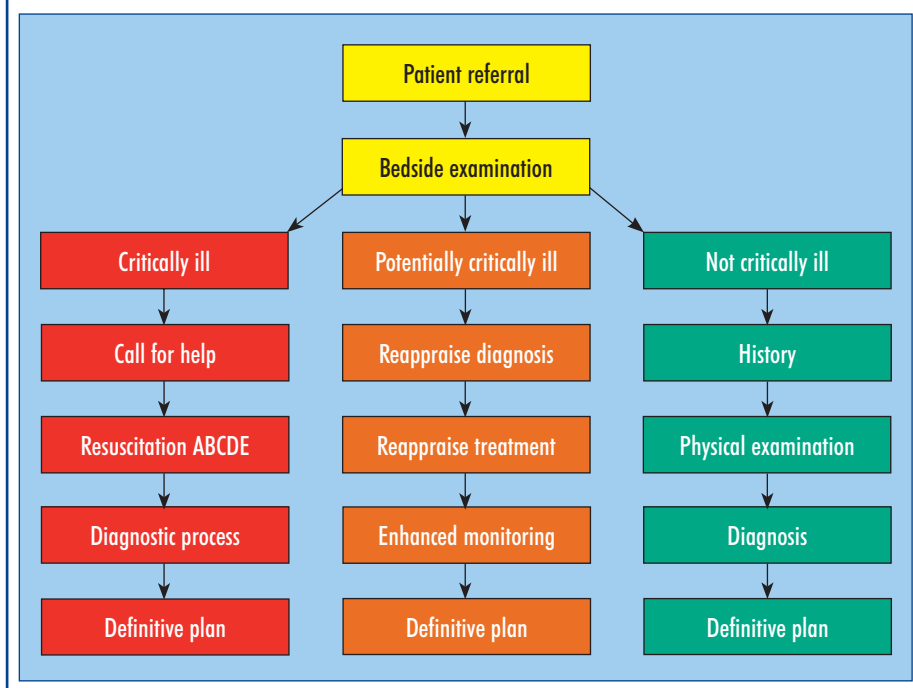 Patient referral
Bedside examination
Critically ill
Potentially critically ill
Not critically ill
Call for help
Reappraise diagnosis
History
Resuscitation ABCDE
Reappraise treatment
Physical examination
Diagnostic process
Enhanced monitoring
Diagnosis
Definitive plan
Definitive plan
Definitive plan